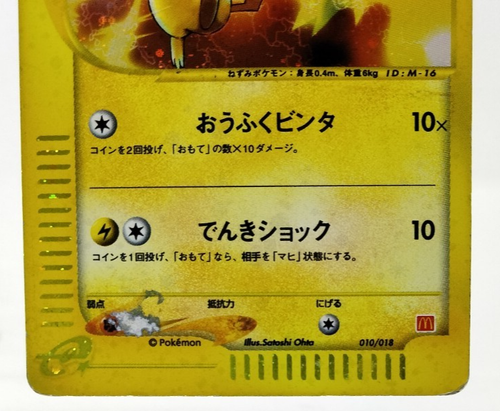 ねずみポケモン：身長0.4m、体重6kg ID:M-16
おうふくビンタ 10×
コインを2回投げ、「おもて」の数×10ダメージ。
でんきショック 10
コインを1回投げ、「おもて」なら、相手を「マヒ」状態にする。
弱点 抵抗力 にげる
©Pokémon Illus.Satoshi Ohta 010/018